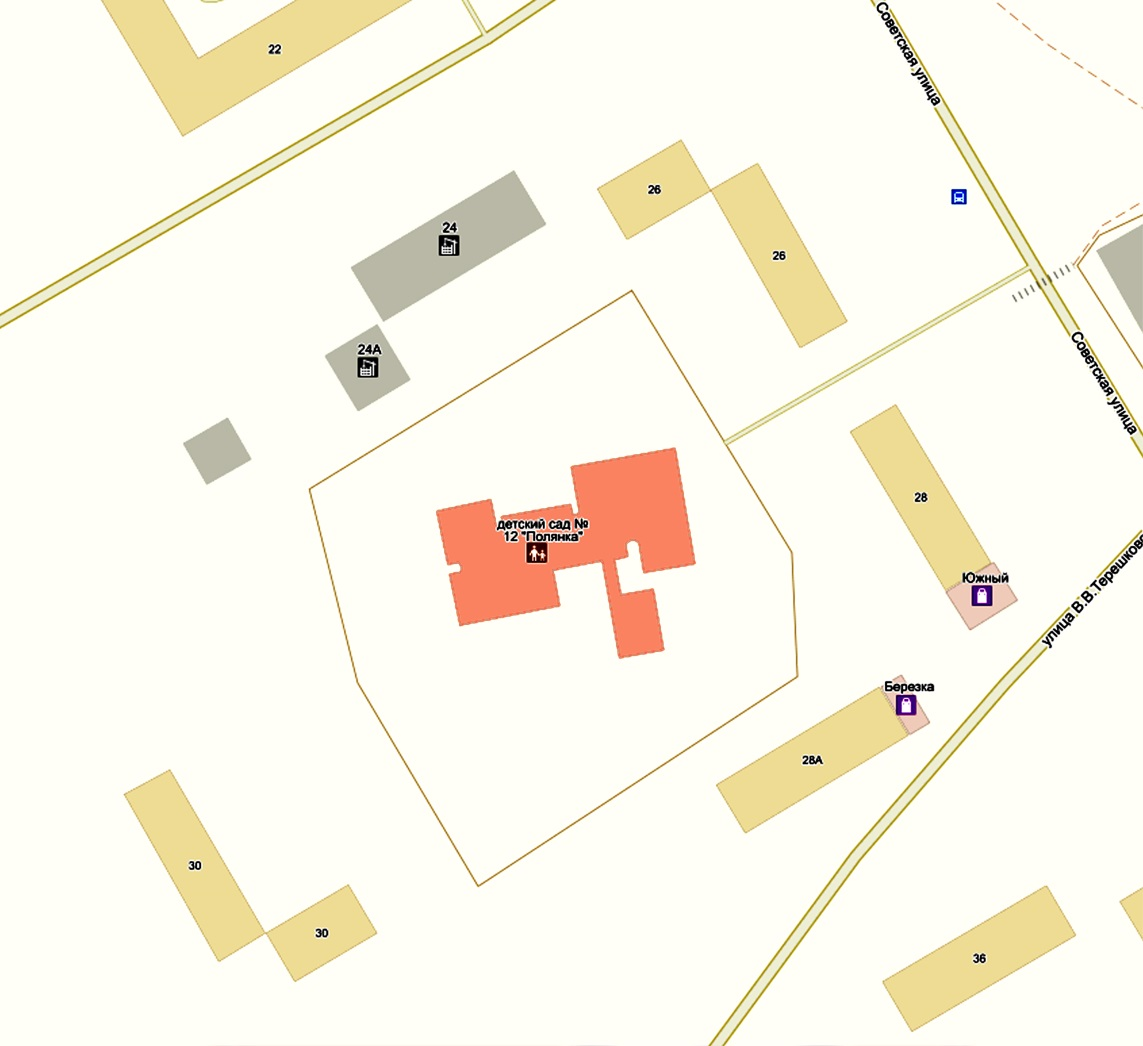 Советская улица
22
26
24
26
Советская улица
24А
28
детский сад №
12 "Полянка"
Южный
улица В.В.Терешково
Березка
28А
30
30
36